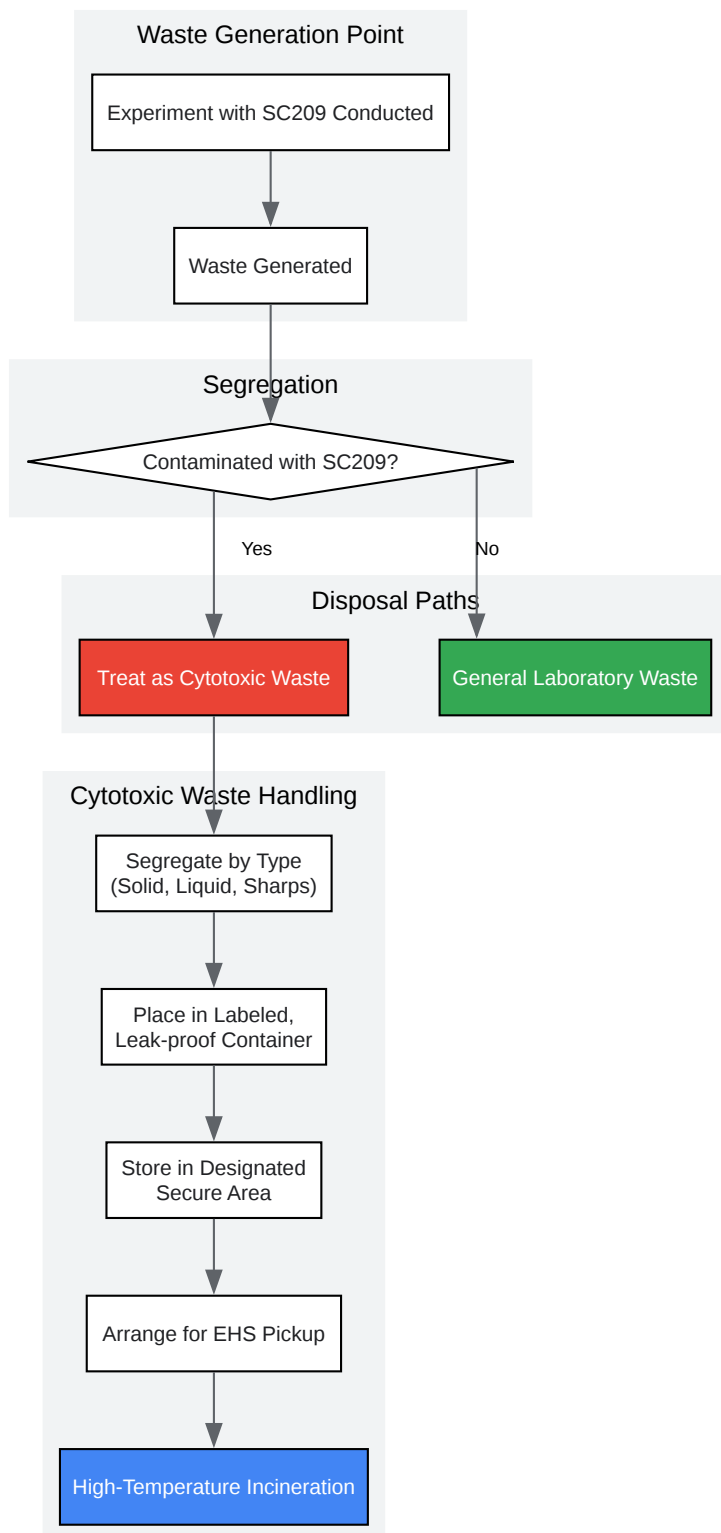 Waste Generation Point
Experiment with SC209 Conducted
Waste Generated
Segregation
Contaminated with SC209?
Yes
No
Disposal Paths
Treat as Cytotoxic Waste
General Laboratory Waste
Cytotoxic Waste Handling
Segregate by Type
(Solid, Liquid, Sharps)
Place in Labeled,
Leak-proof Container
Store in Designated
Secure Area
Arrange for EHS Pickup
High-Temperature Incineration